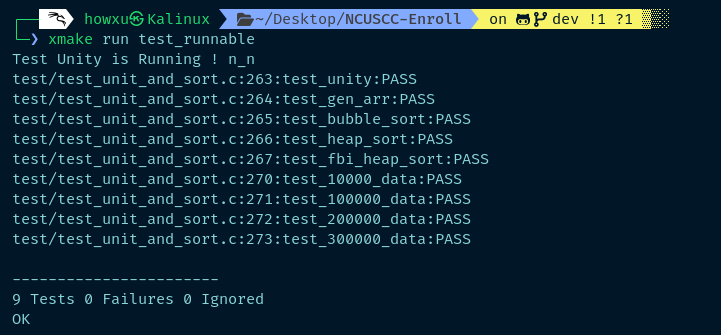 howxu㉿Kalinux ~/Desktop/NCUSCC-Enroll on dev !1 ?1
❯ xmake run test_runnable
Test Unity is Running ! n_n
test/test_unit_and_sort.c:263:test_unity:PASS
test/test_unit_and_sort.c:264:test_gen_arr:PASS
test/test_unit_and_sort.c:265:test_bubble_sort:PASS
test/test_unit_and_sort.c:266:test_heap_sort:PASS
test/test_unit_and_sort.c:267:test_fbi_heap_sort:PASS
test/test_unit_and_sort.c:270:test_10000_data:PASS
test/test_unit_and_sort.c:271:test_100000_data:PASS
test/test_unit_and_sort.c:272:test_200000_data:PASS
test/test_unit_and_sort.c:273:test_300000_data:PASS
-----------------------
9 Tests 0 Failures 0 Ignored
OK